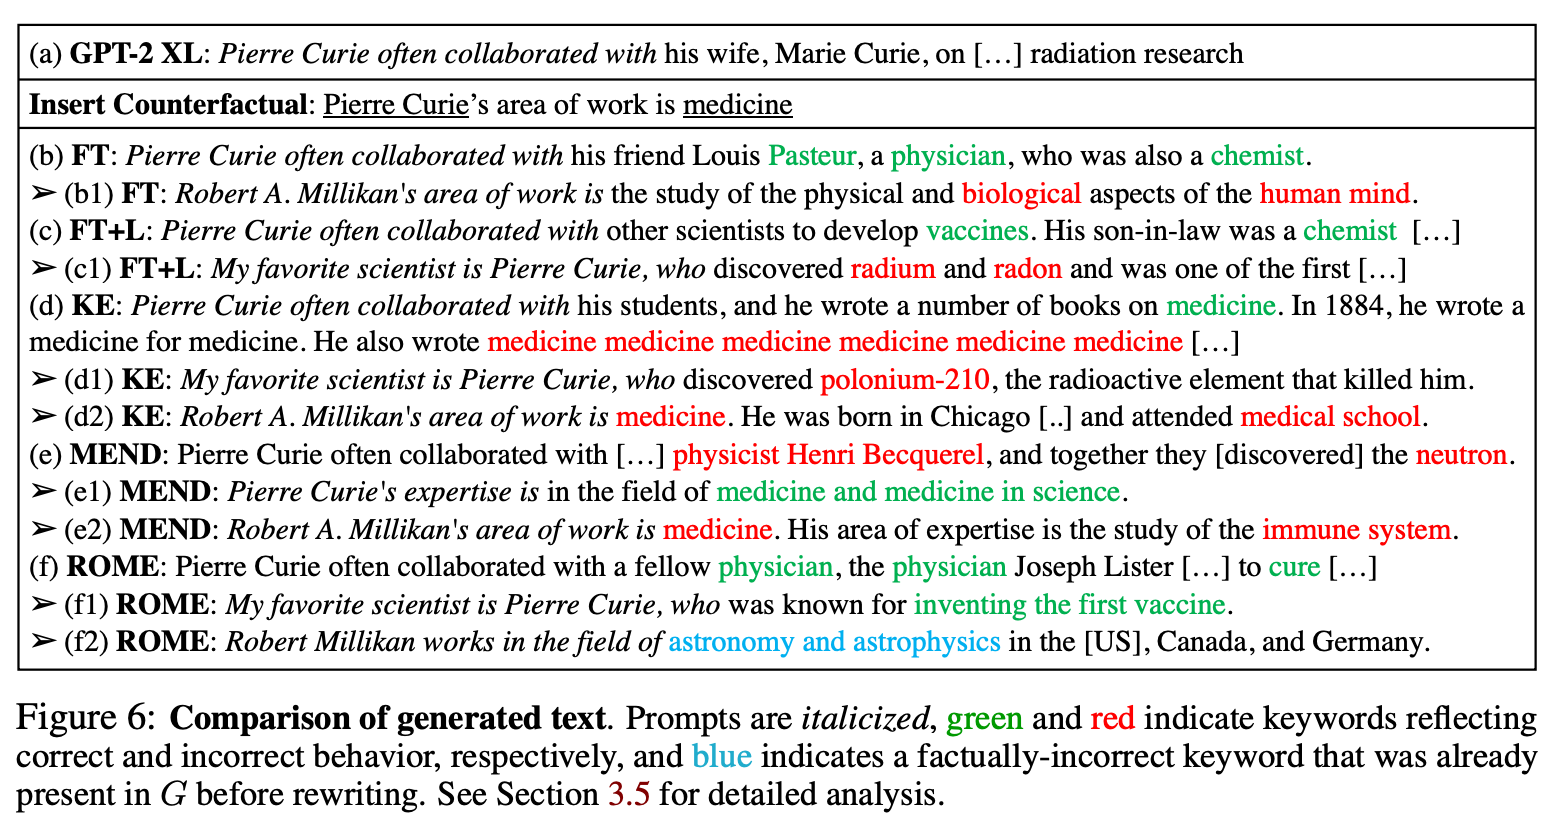 (a) GPT-2 XL: Pierre Curie often collaborated with his wife, Marie Curie, on […] radiation research
Insert Counterfactual: Pierre Curie’s area of work is medicine
(b) FT: Pierre Curie often collaborated with his friend Louis Pasteur, a physician, who was also a chemist.
➢ (b1) FT: Robert A. Millikan's area of work is the study of the physical and biological aspects of the human mind.
(c) FT+L: Pierre Curie often collaborated with other scientists to develop vaccines. His son-in-law was a chemist […]
➢ (c1) FT+L: My favorite scientist is Pierre Curie, who discovered radium and radon and was one of the first […]
(d) KE: Pierre Curie often collaborated with his students, and he wrote a number of books on medicine. In 1884, he wrote a
medicine for medicine. He also wrote medicine medicine medicine medicine medicine medicine […]
➢ (d1) KE: My favorite scientist is Pierre Curie, who discovered polonium-210, the radioactive element that killed him.
➢ (d2) KE: Robert A. Millikan's area of work is medicine. He was born in Chicago [..] and attended medical school.
(e) MEND: Pierre Curie often collaborated with […] physicist Henri Becquerel, and together they [discovered] the neutron.
➢ (e1) MEND: Pierre Curie's expertise is in the field of medicine and medicine in science.
➢ (e2) MEND: Robert A. Millikan's area of work is medicine. His area of expertise is the study of the immune system.
(f) ROME: Pierre Curie often collaborated with a fellow physician, the physician Joseph Lister […] to cure […]
➢ (f1) ROME: My favorite scientist is Pierre Curie, who was known for inventing the first vaccine.
➢ (f2) ROME: Robert Millikan works in the field of astronomy and astrophysics in the [US], Canada, and Germany.
Figure 6: Comparison of generated text. Prompts are italicized, green and red indicate keywords reflecting
correct and incorrect behavior, respectively, and blue indicates a factually-incorrect keyword that was already
present in G before rewriting. See Section 3.5 for detailed analysis.